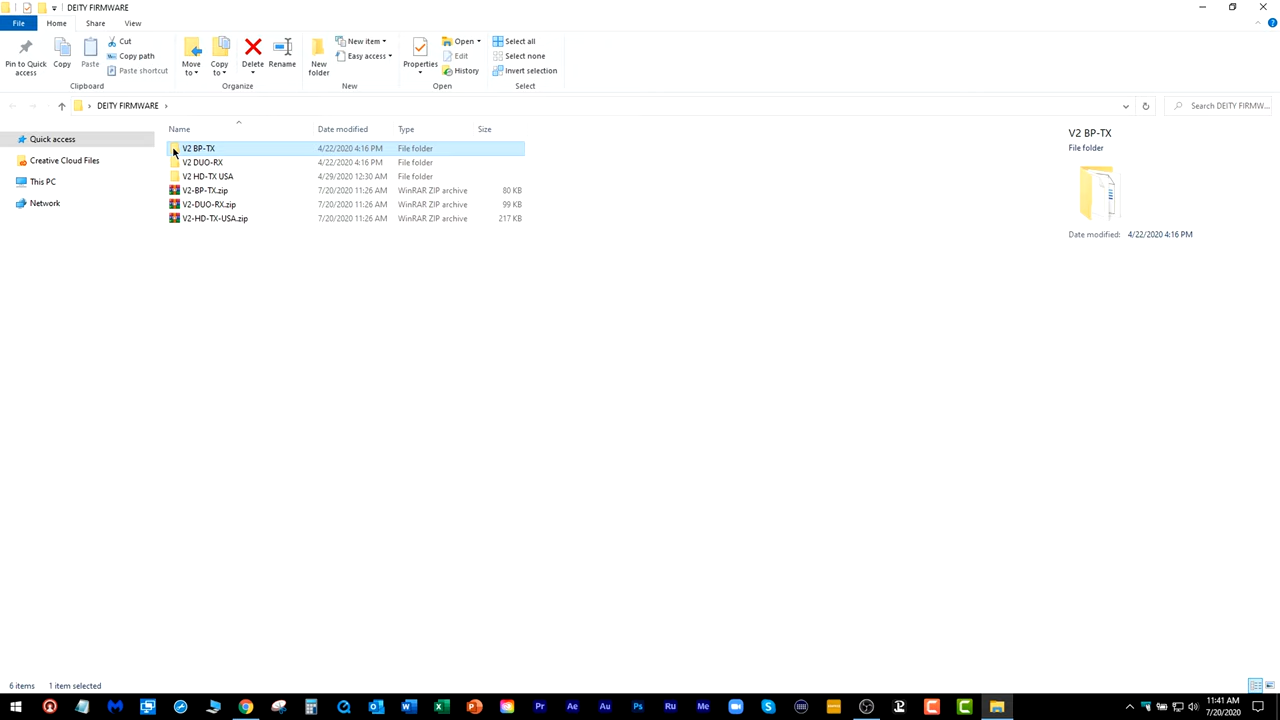 DEITY FIRMWARE
File Home Share View
Pin to Quick access
Copy
Paste
Cut
Copy path
Paste shortcut
Clipboard
Move to
Copy to
Delete
Rename
Organize
New folder
New item
Easy access
New
Properties
Open
Edit
History
Open
Select all
Select none
Invert selection
Select
DEITY FIRMWARE
Search DEITY FIRMW...
Quick access
Creative Cloud Files
This PC
Network
Name Date modified Type Size
V2 BP-TX 4/22/2020 4:16 PM File folder
V2 DUO-RX 4/22/2020 4:16 PM File folder
V2 HD-TX USA 4/29/2020 12:30 AM File folder
V2-BP-TX.zip 7/20/2020 11:26 AM WinRAR ZIP archive 80 KB
V2-DUO-RX.zip 7/20/2020 11:26 AM WinRAR ZIP archive 99 KB
V2-HD-TX-USA.zip 7/20/2020 11:26 AM WinRAR ZIP archive 217 KB
V2 BP-TX
File folder
Date modified: 4/22/2020 4:16 PM
6 items 1 item selected
Pr Ae Au Ps Ru Me
11:41 AM
7/20/2020